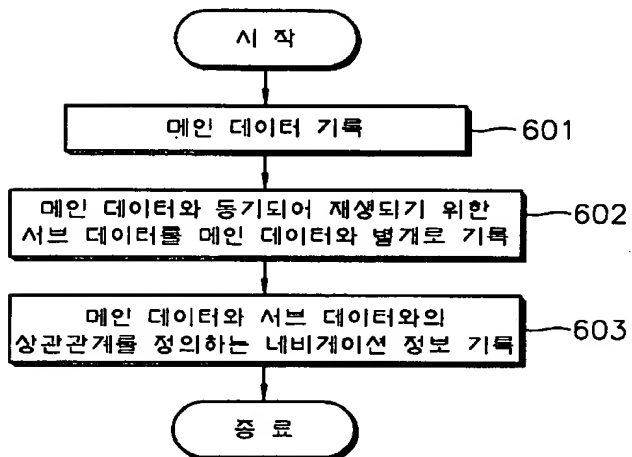 시 작
메인 데이터 기록
601
메인 데이터와 동기되어 재생되기 위한
서브 데이터를 메인 데이터와 별개로 기록
602
메인 데이터와 서브 데이터와의
상관관계를 정의하는 네비게이션 정보 기록
603
종 료